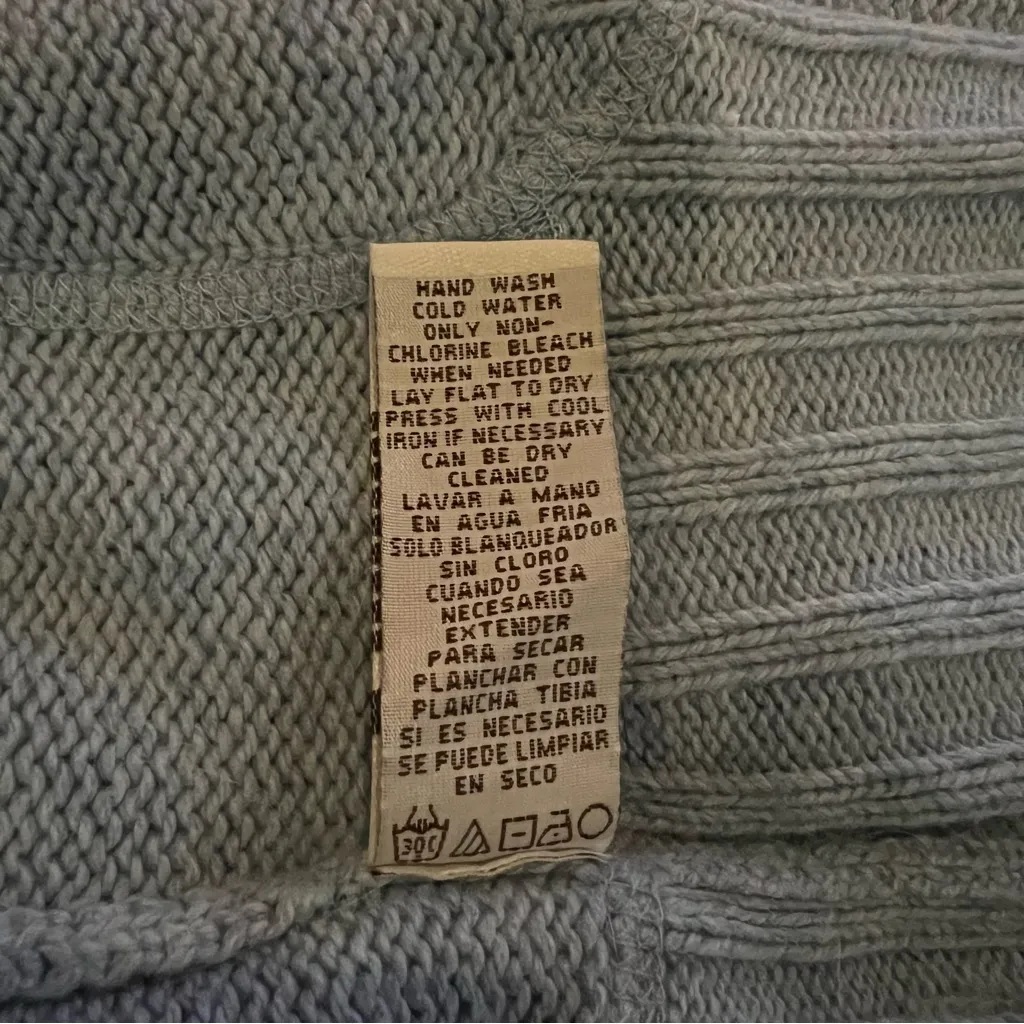 HAND WASH
COLD WATER
ONLY NON-
CHLORINE BLEACH
WHEN NEEDED
LAY FLAT TO DRY
PRESS WITH COOL
IRON IF NECESSARY
CAN BE DRY
CLEANED
LAVAR A MANO
EN AGUA FRIA
SOLO BLANQUEADOR
SIN CLORO
CUANDO SEA
NECESARIO
EXTENDER
PARA SECAR
PLANCHAR CON
PLANCHA TIBIA
SI ES NECESARIO
SE PUEDE LIMPIAR
EN SECO
30C